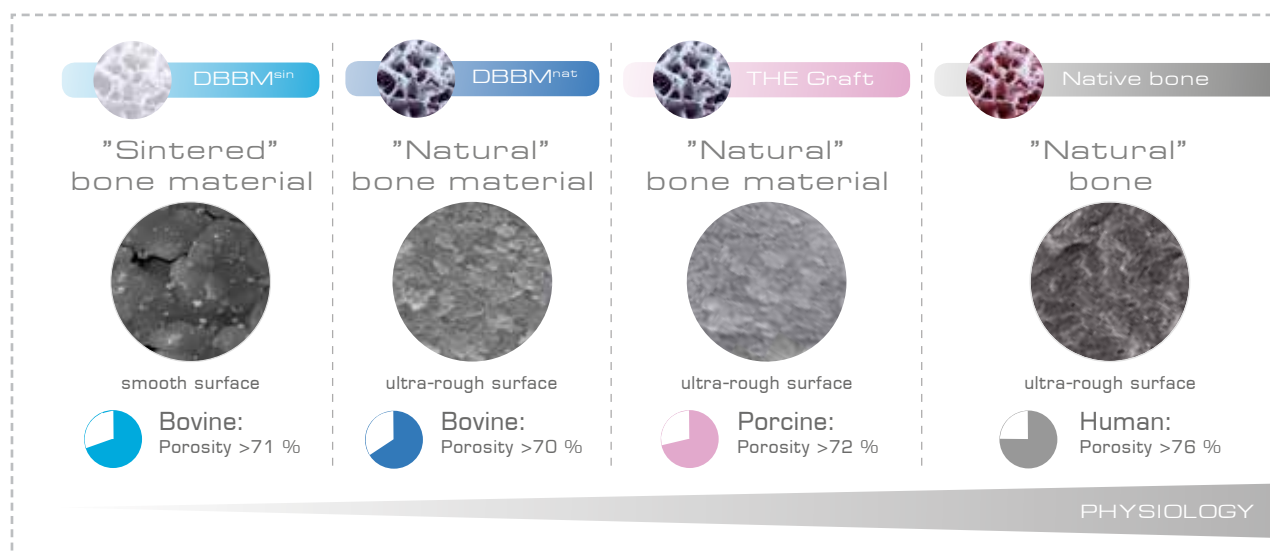 DBBMsin
"Sintered"
bone material
smooth surface
Bovine:
Porosity >71 %
DBBMnat
"Natural"
bone material
ultra-rough surface
Bovine:
Porosity >70 %
THE Graft
"Natural"
bone material
ultra-rough surface
Porcine:
Porosity >72 %
Native bone
"Natural"
bone
ultra-rough surface
Human:
Porosity >76 %
PHYSIOLOGY